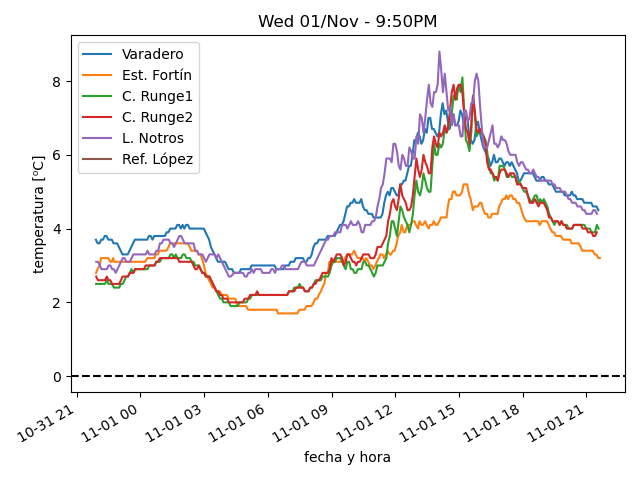 Wed 01/Nov - 9:50PM
Varadero
Est. Fortín
C. Runge1
C. Runge2
L. Notros
Ref. López
temperatura [ºC]
8
6
4
2
0
10-31 21
11-01 00
11-01 03
11-01 06
11-01 09
11-01 12
11-01 15
11-01 18
11-01 21
fecha y hora